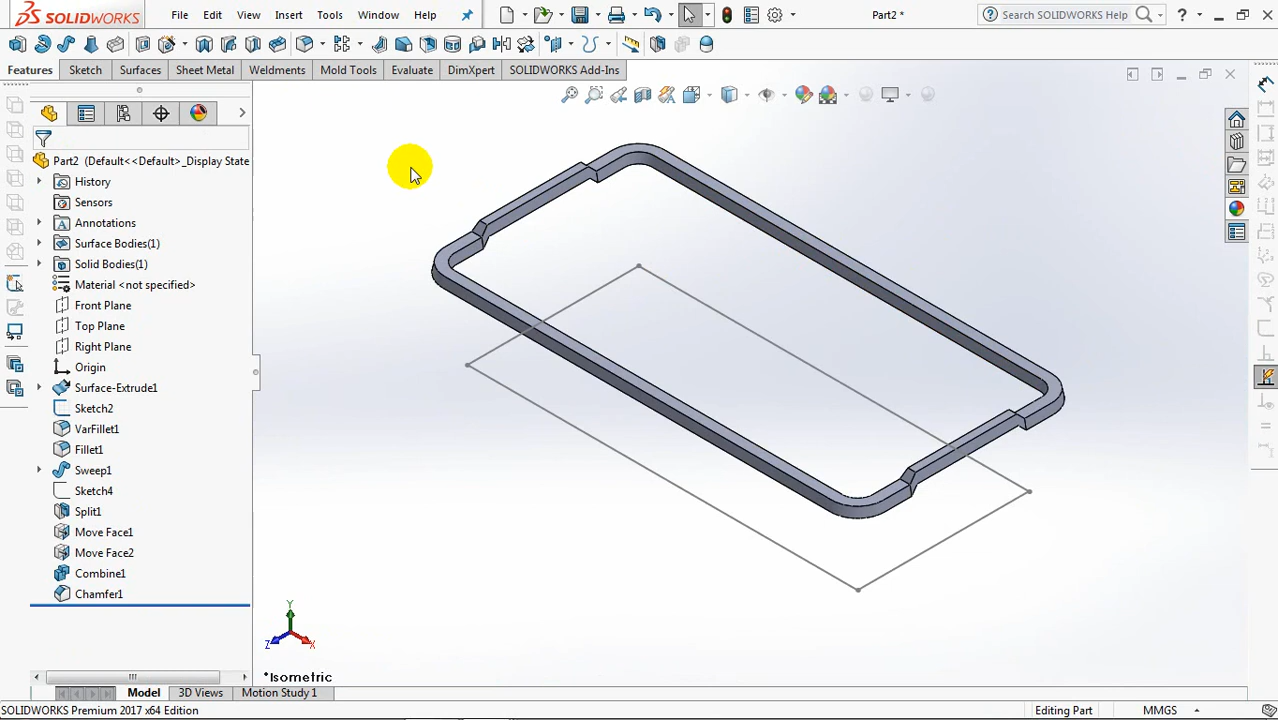 SOLIDWORKS File Edit View Insert Tools Window Help Part2 * Search SOLIDWORKS Help
Features Sketch Surfaces Sheet Metal Weldments Mold Tools Evaluate DimXpert SOLIDWORKS Add-Ins
Part2 (Default<<Default>_Display State
History
Sensors
Annotations
Surface Bodies(1)
Solid Bodies(1)
Material <not specified>
Front Plane
Top Plane
Right Plane
Origin
Surface-Extrude1
Sketch2
VarFillet1
Fillet1
Sweep1
Sketch4
Split1
Move Face1
Move Face2
Combine1
Chamfer1
Y
Z
X
*Isometric
Model 3D Views Motion Study 1
SOLIDWORKS Premium 2017 x64 Edition Editing Part MMGS